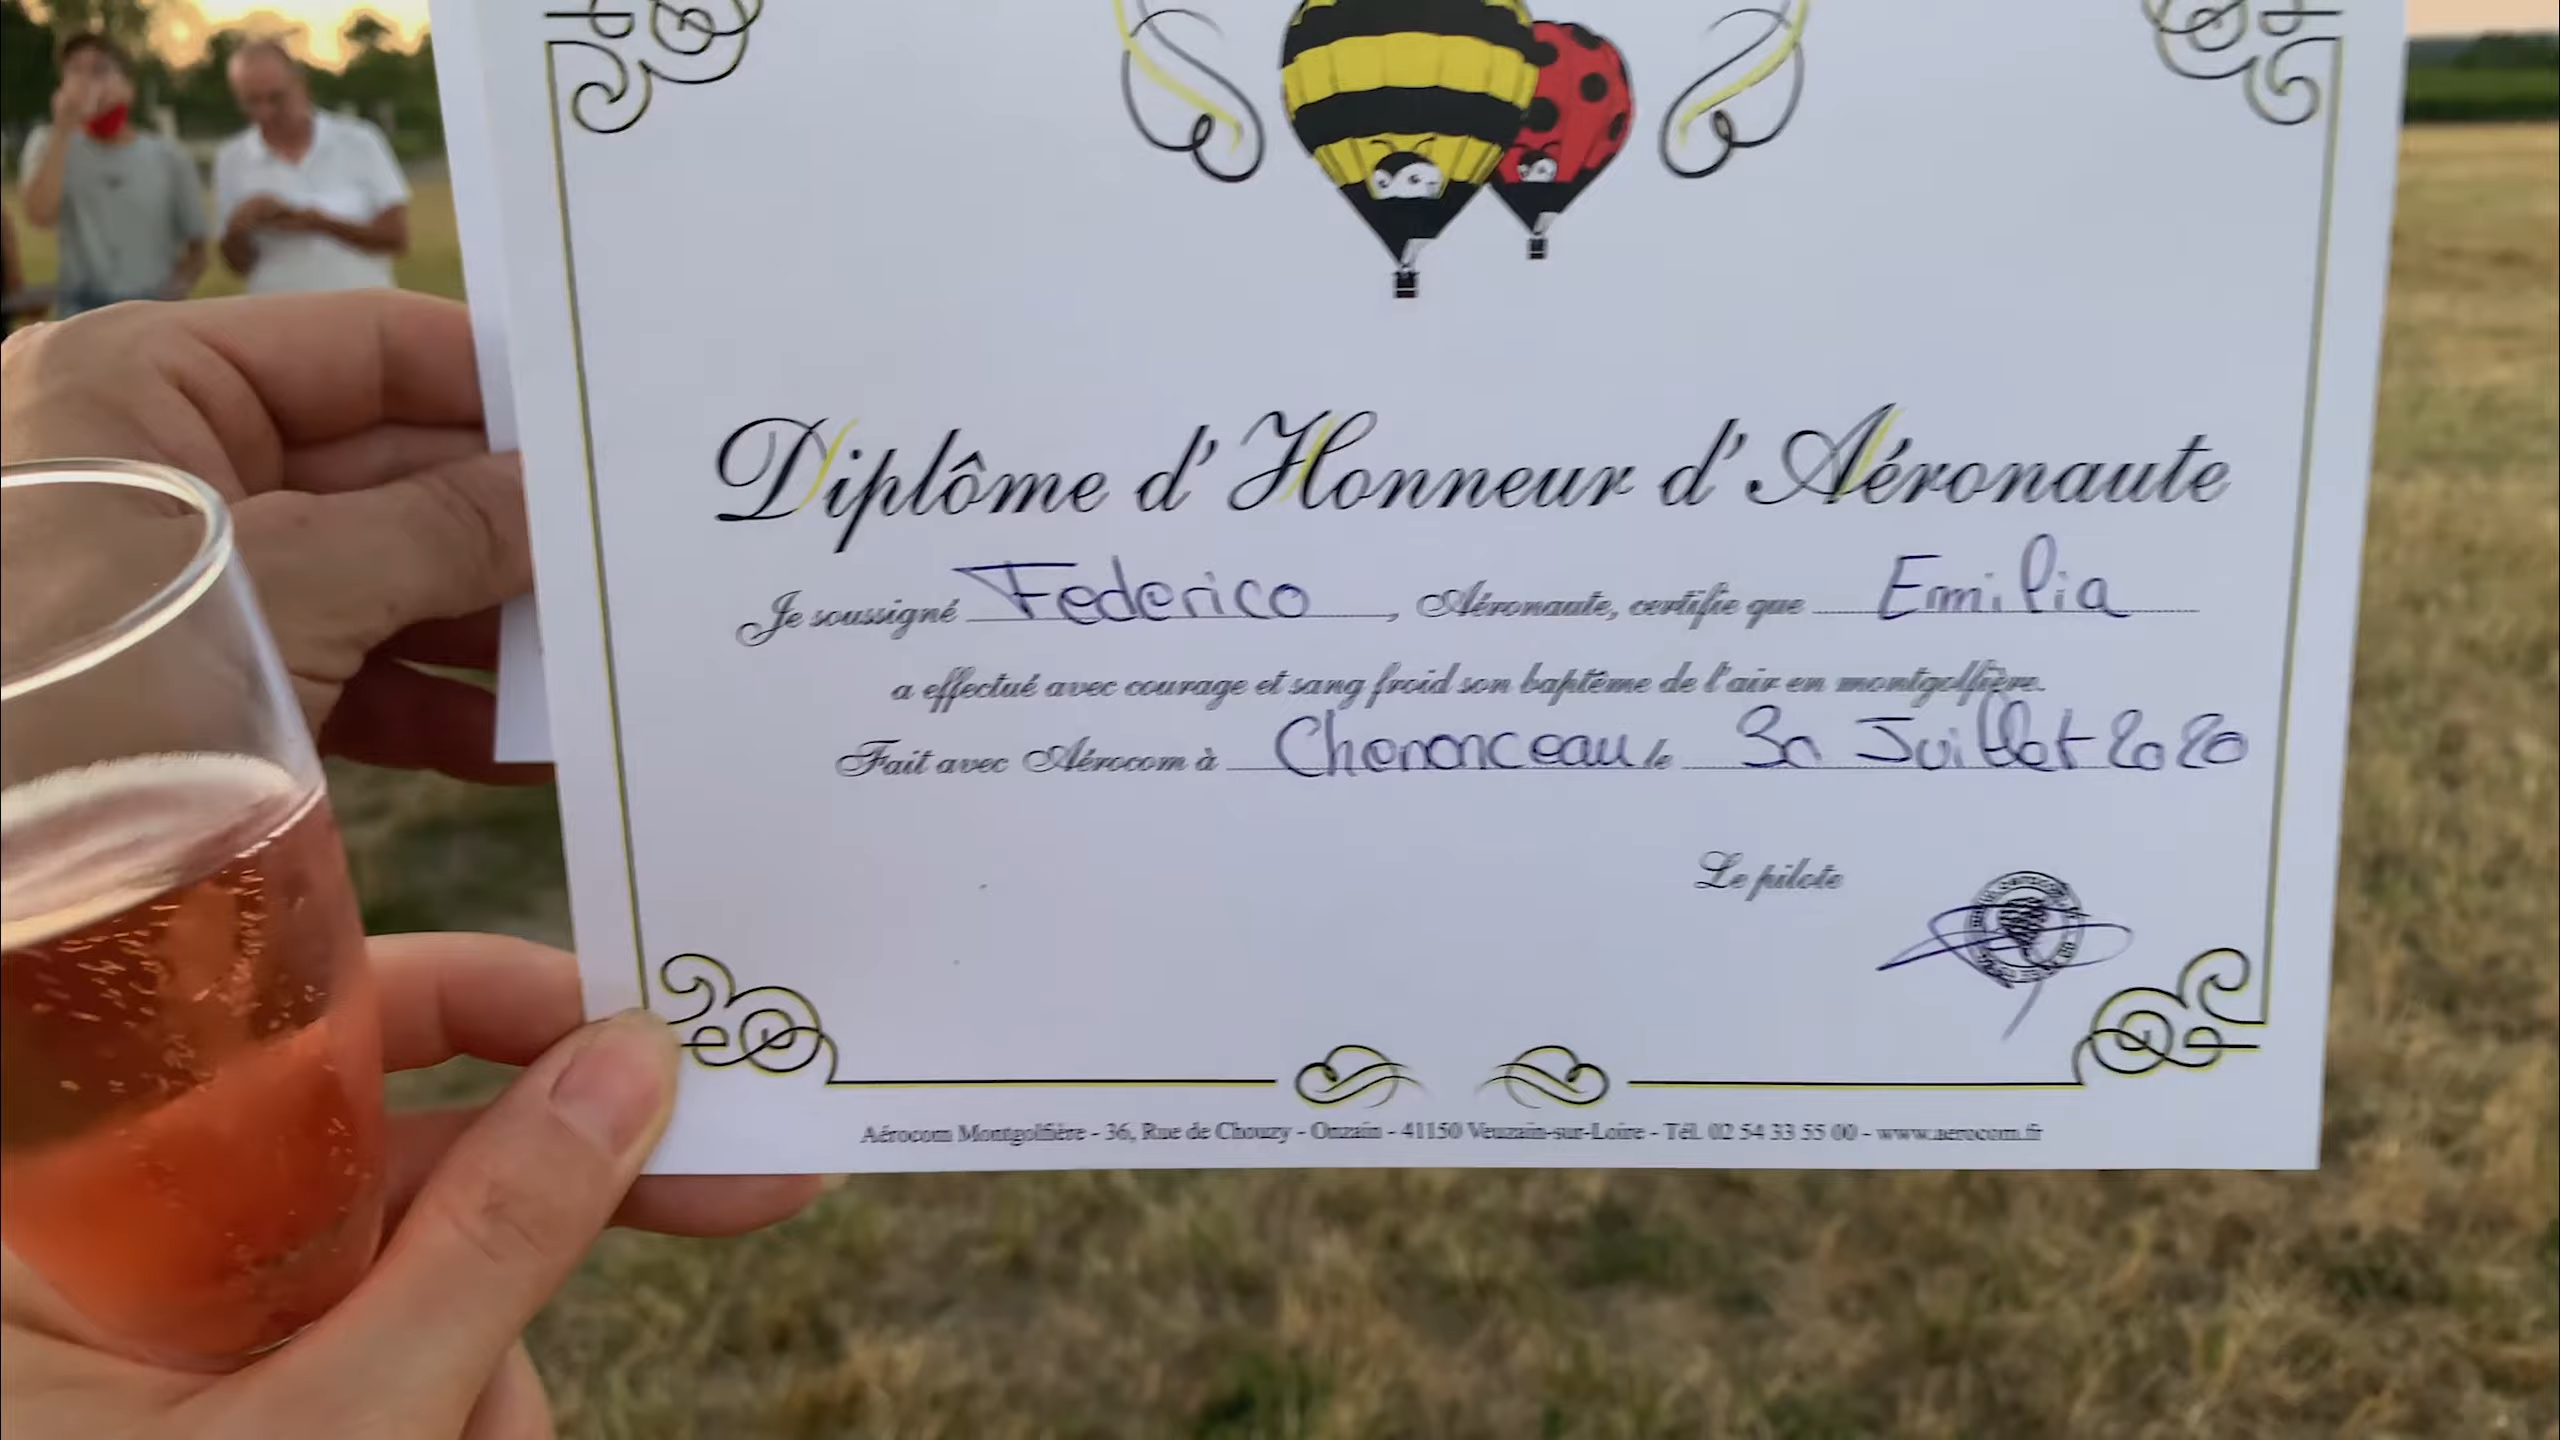 Diplôme d'Honneur d'Aéronaute
Je soussigné Federico, Aéronaute, certifie que Emilia
a effectué avec courage et sang froid son baptême de l'air en montgolfière.
Fait avec Aérocom à Chenonceau le 30 Juillet 2020
Le pilote
Aérocom Montgolfière - 36, Rue de Chouzy - Onzain - 41150 Veuzain-sur-Loire - Tél. 02 54 33 55 00 - www.aerocom.fr